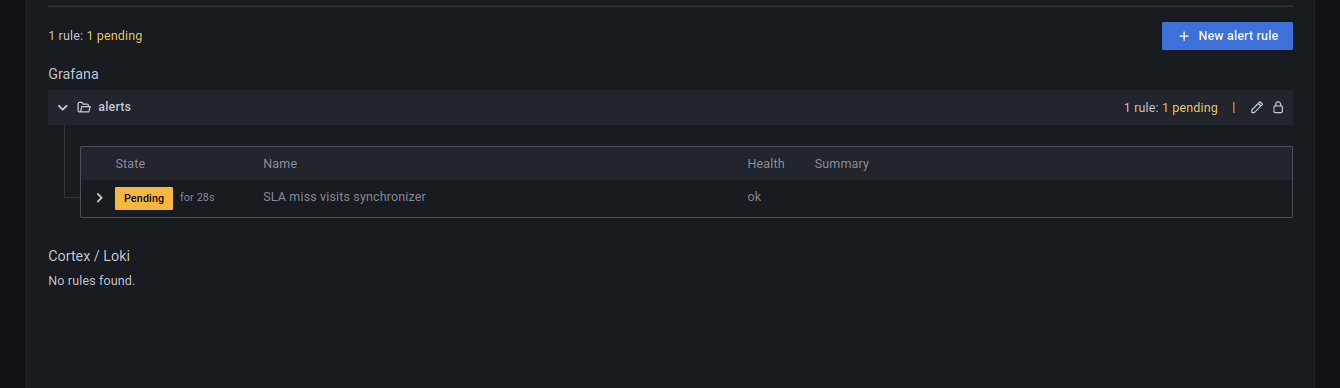 1 rule: 1 pending
+ New alert rule
Grafana
alerts
1 rule: 1 pending |
State Name Health Summary
Pending for 28s SLA miss visits synchronizer ok
Cortex / Loki
No rules found.